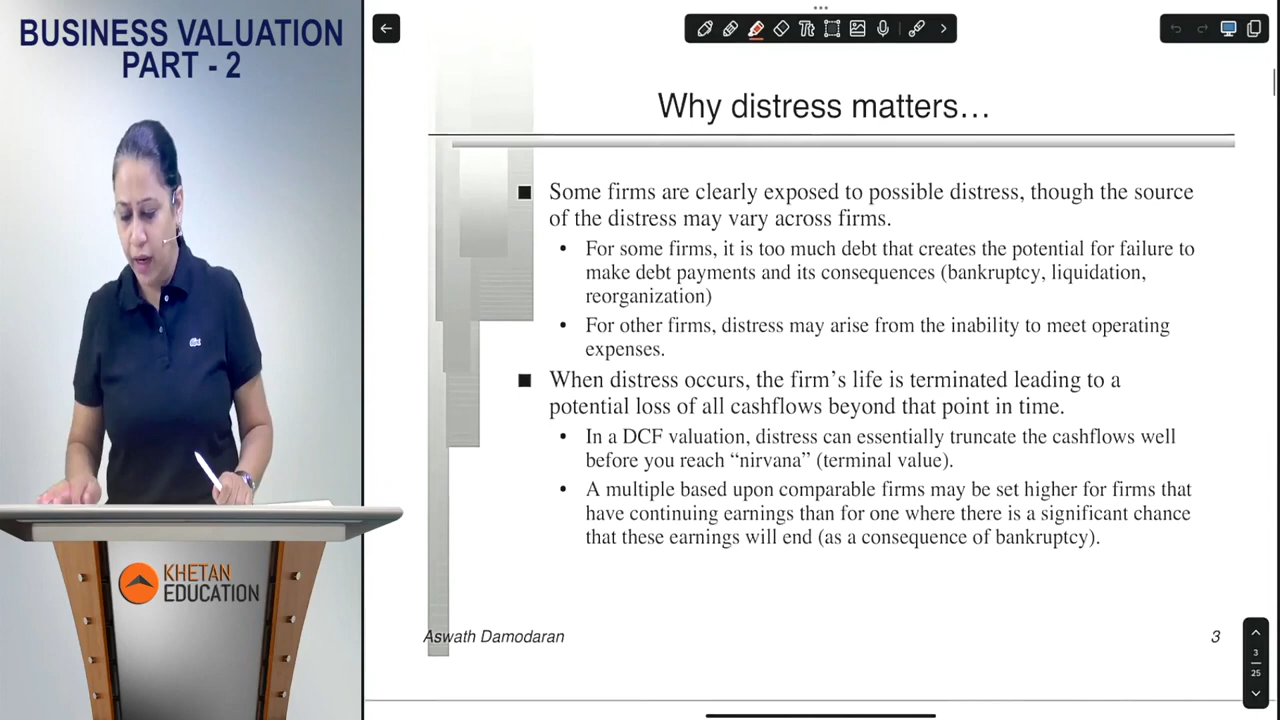 BUSINESS VALUATION
PART - 2
Why distress matters…
Some firms are clearly exposed to possible distress, though the source
of the distress may vary across firms.
For some firms, it is too much debt that creates the potential for failure to
make debt payments and its consequences (bankruptcy, liquidation,
reorganization)
For other firms, distress may arise from the inability to meet operating
expenses.
When distress occurs, the firm's life is terminated leading to a
potential loss of all cashflows beyond that point in time.
In a DCF valuation, distress can essentially truncate the cashflows well
before you reach “nirvana” (terminal value).
A multiple based upon comparable firms may be set higher for firms that
have continuing earnings than for one where there is a significant chance
that these earnings will end (as a consequence of bankruptcy).
Aswath Damodaran
3
3
25
KHETAN
EDUCATION